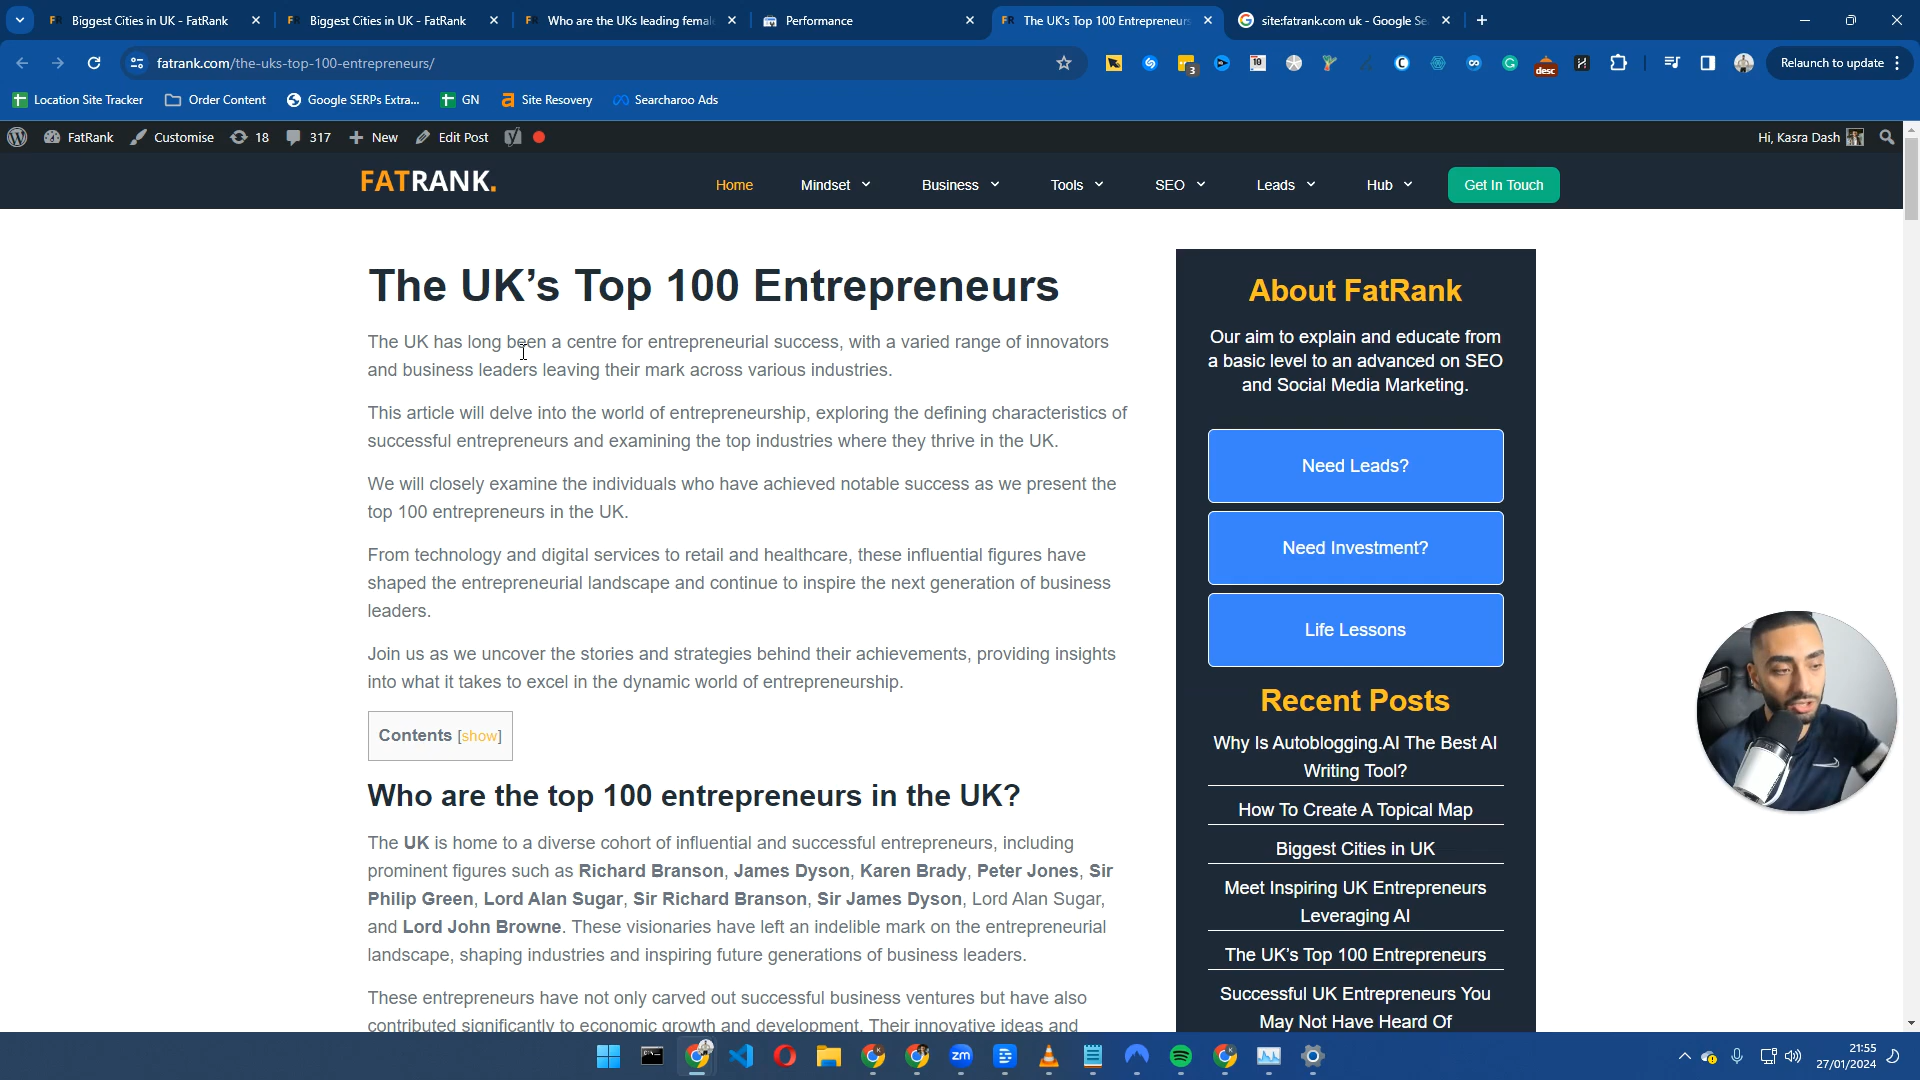 Biggest Cities in UK - FatRank
Biggest Cities in UK - FatRank
Who are the UKs leading femal
Performance
The UK's Top 100 Entrepreneurs
site:fatrank.com uk - Google Se
fatrank.com/the-uks-top-100-entrepreneurs/
Relaunch to update
Location Site Tracker
Order Content
Google SERPs Extra...
GN
Site Recovery
Searcharoo Ads
FatRank
Customise
18
317
New
Edit Post
Hi, Kasra Dash
FATRANK.
Home
Mindset
Business
Tools
SEO
Leads
Hub
Get In Touch
The UK’s Top 100 Entrepreneurs
The UK has long been a centre for entrepreneurial success, with a varied range of innovators
and business leaders leaving their mark across various industries.
This article will delve into the world of entrepreneurship, exploring the defining characteristics of
successful entrepreneurs and examining the top industries where they thrive in the UK.
We will closely examine the individuals who have achieved notable success as we present the
top 100 entrepreneurs in the UK.
From technology and digital services to retail and healthcare, these influential figures have
shaped the entrepreneurial landscape and continue to inspire the next generation of business
leaders.
Join us as we uncover the stories and strategies behind their achievements, providing insights
into what it takes to excel in the dynamic world of entrepreneurship.
Contents [show]
Who are the top 100 entrepreneurs in the UK?
The UK is home to a diverse cohort of influential and successful entrepreneurs, including
prominent figures such as Richard Branson, James Dyson, Karen Brady, Peter Jones, Sir
Philip Green, Lord Alan Sugar, Sir Richard Branson, Sir James Dyson, Lord Alan Sugar,
and Lord John Browne. These visionaries have left an indelible mark on the entrepreneurial
landscape, shaping industries and inspiring future generations of business leaders.
These entrepreneurs have not only carved out successful business ventures but have also
contributed significantly to economic growth and development. Their innovative ideas and
About FatRank
Our aim to explain and educate from
a basic level to an advanced on SEO
and Social Media Marketing.
Need Leads?
Need Investment?
Life Lessons
Recent Posts
Why Is Autoblogging.AI The Best AI
Writing Tool?
How To Create A Topical Map
Biggest Cities in UK
Meet Inspiring UK Entrepreneurs
Leveraging AI
The UK’s Top 100 Entrepreneurs
Successful UK Entrepreneurs You
May Not Have Heard Of
desc
3
zm
21:55
27/01/2024